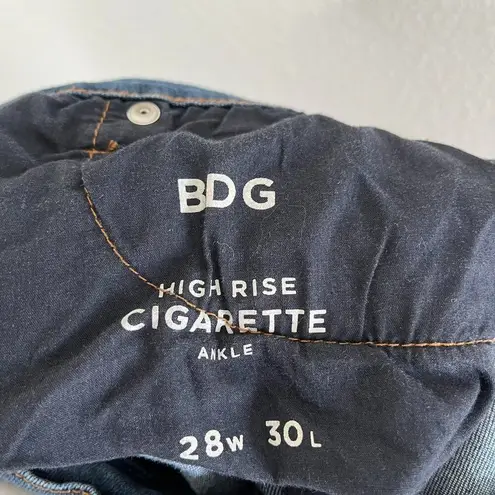 BDG
HIGH RISE
CIGARETTE
ANKLE
28W 30L